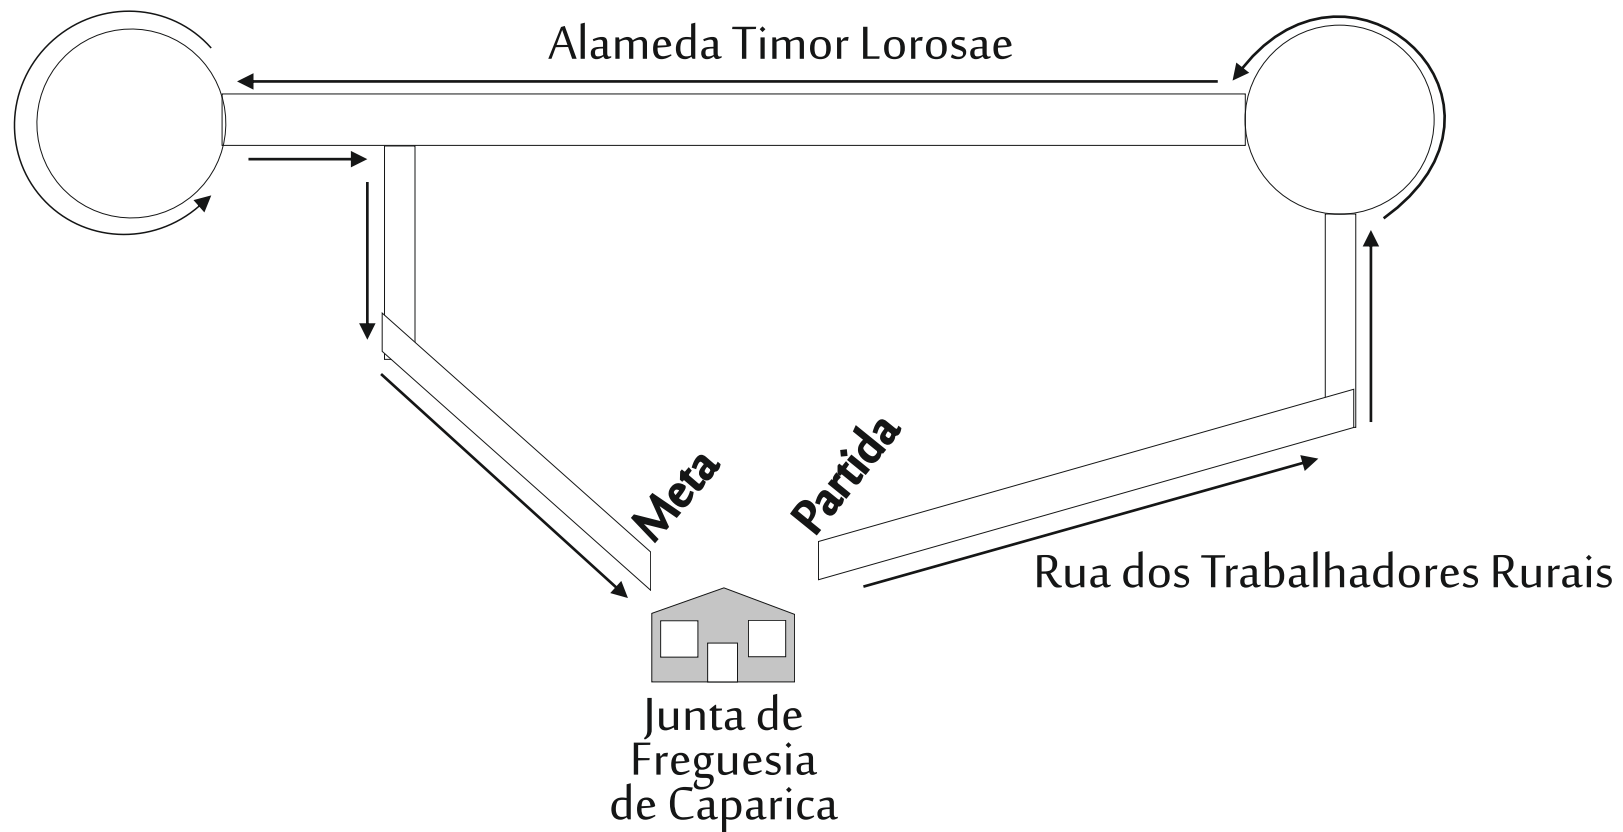 Alameda Timor Lorosae
Meta
Partida
Rua dos Trabalhadores Rurais
Junta de
Freguesia
de Caparica